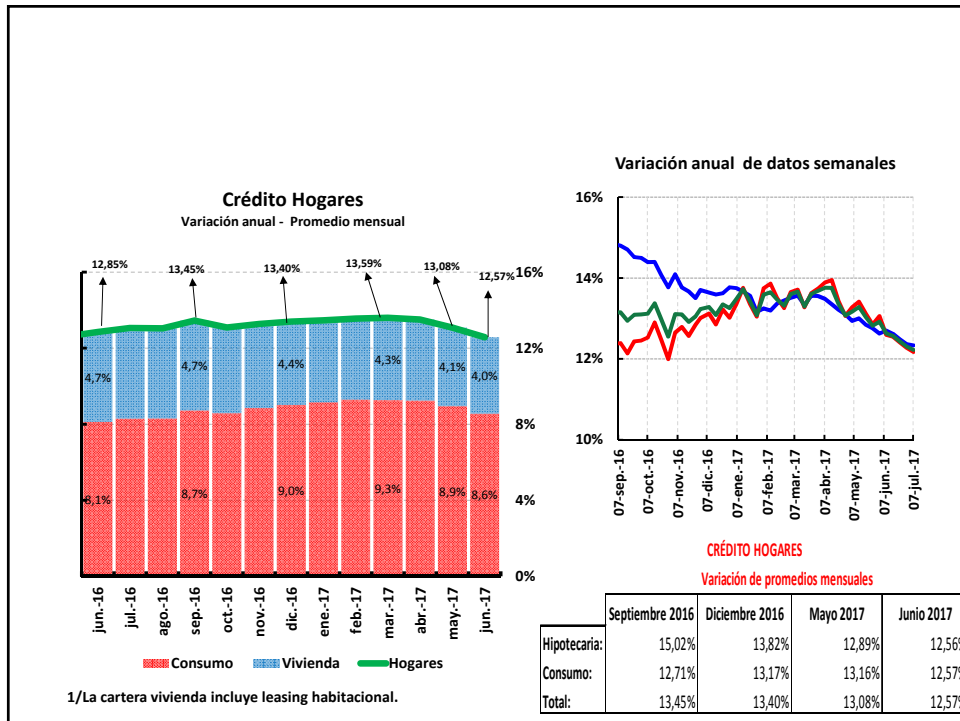 Crédito Hogares
Variación anual - Promedio mensual
12,85%
13,45%
13,40%
13,59%
13,08%
12,57%
16%
12%
8%
4%
0%
4,7%
4,7%
4,4%
4,3%
4,1%
4,0%
8,1%
8,7%
9,0%
9,3%
8,9%
8,6%
jun.-16
jul.-16
ago.-16
sep.-16
oct.-16
nov.-16
dic.-16
ene.-17
feb.-17
mar.-17
abr.-17
may.-17
jun.-17
Consumo Vivienda Hogares
1/La cartera vivienda incluye leasing habitacional.
Variación anual de datos semanales
16%
14%
12%
10%
07-sep.-16
07-oct.-16
07-nov.-16
07-dic.-16
07-ene.-17
07-feb.-17
07-mar.-17
07-abr.-17
07-may.-17
07-jun.-17
07-jul.-17
CRÉDITO HOGARES
Variación de promedios mensuales
Septiembre 2016 Diciembre 2016 Mayo 2017 Junio 2017
Hipotecaria: 15,02% 13,82% 12,89% 12,56%
Consumo: 12,71% 13,17% 13,16% 12,57%
Total: 13,45% 13,40% 13,08% 12,57%